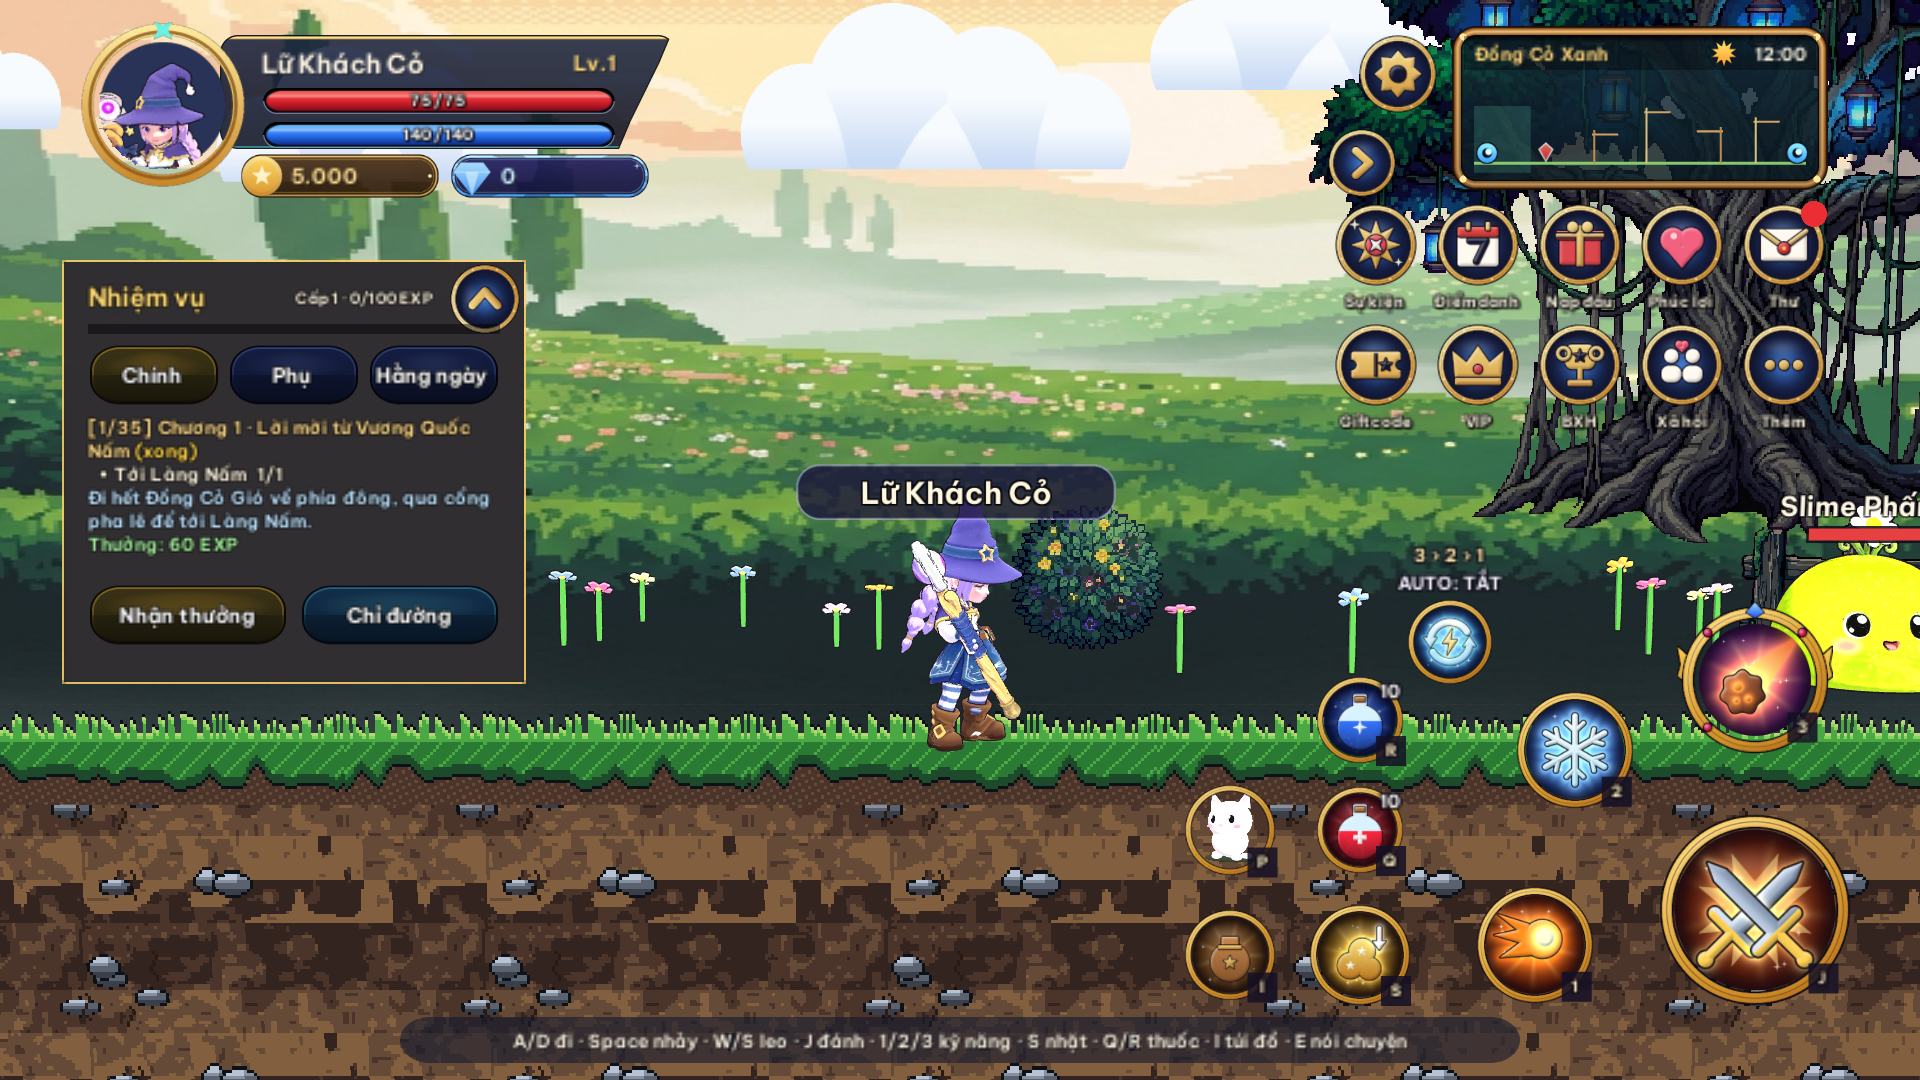 Lữ Khách Cỏ
Lv.1
75/75
140/140
5.000
0
Đồng Cỏ Xanh
12:00
Sự kiện
Điểm danh
Nạp đầu
Phúc lợi
Thư
7
Giftcode
VIP
BXH
Xã hội
Thêm
Nhiệm vụ
Cấp 1 · 0/100 EXP
Chính
Phụ
Hằng ngày
[1/35] Chương 1 · Lời mời từ Vương Quốc
Nấm (xong)
• Tới Làng Nấm 1/1
Đi hết Đồng Cỏ Gió về phía đông, qua cổng
pha lê để tới Làng Nấm.
Thưởng: 60 EXP
Nhận thưởng
Chỉ đường
Lữ Khách Cỏ
Slime Phấ
3 › 2 › 1
AUTO: TẮT
10
R
3
2
10
P
Q
I
S
1
J
A/D đi · Space nhảy · W/S leo · J đánh · 1/2/3 kỹ năng · S nhặt · Q/R thuốc · I túi đồ · E nói chuyện